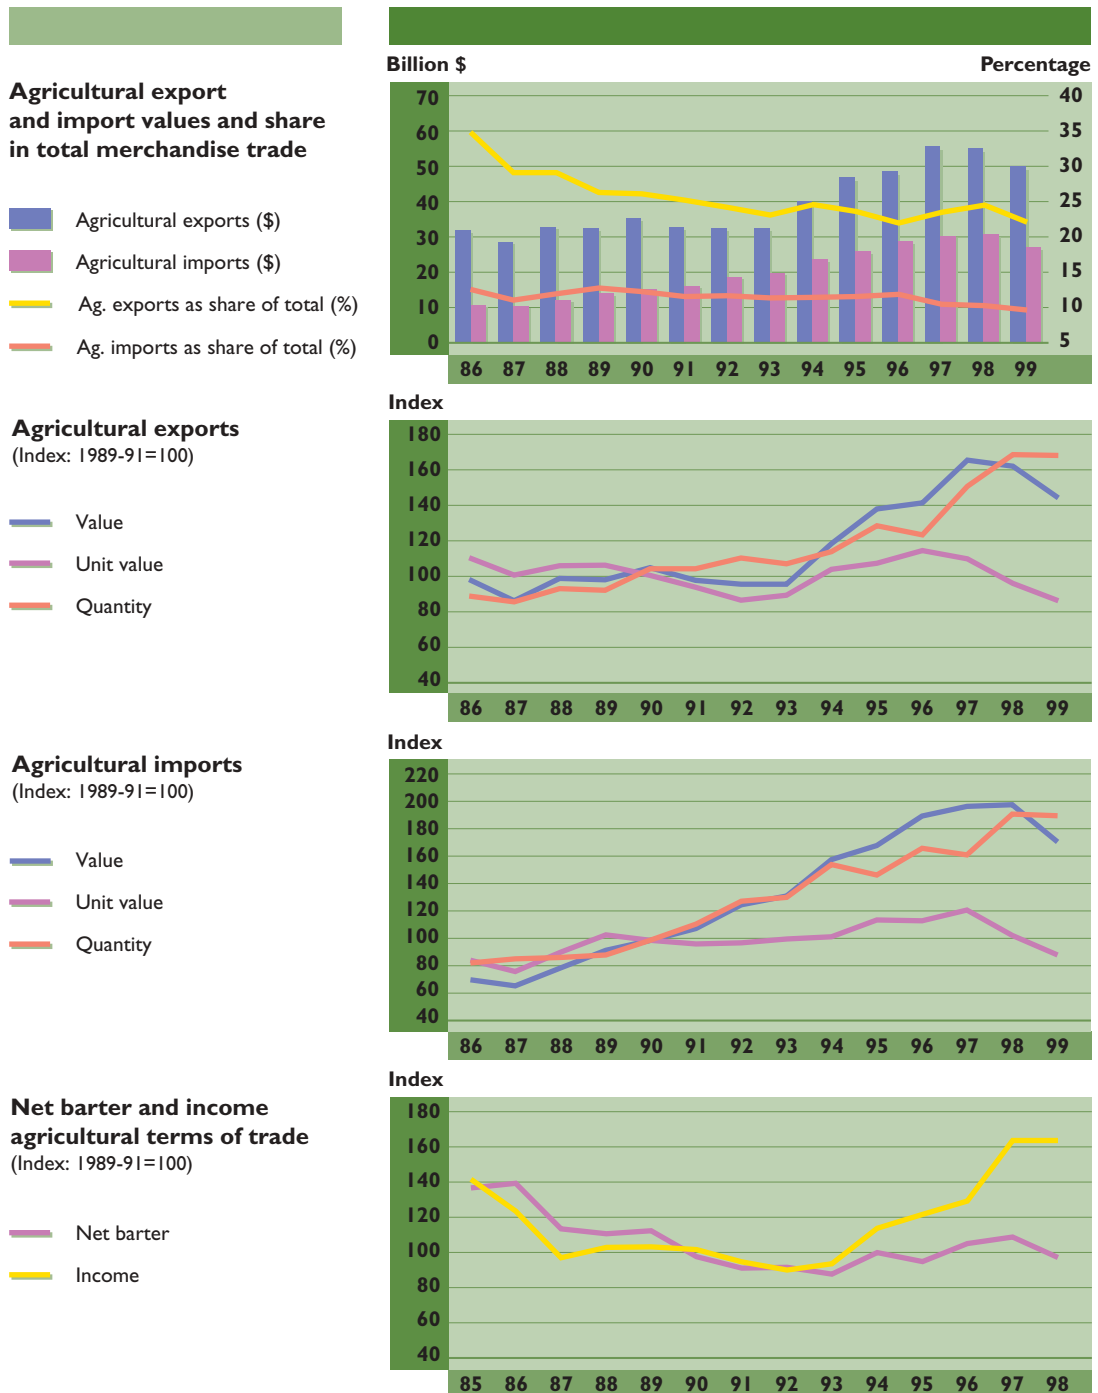 Billion $ Percentage
Agricultural export
and import values and share
in total merchandise trade
Agricultural exports ($)
Agricultural imports ($)
Ag. exports as share of total (%)
Ag. imports as share of total (%)
70
60
50
40
30
20
10
0
40
35
30
25
20
15
10
5
86 87 88 89 90 91 92 93 94 95 96 97 98 99
Index
Agricultural exports
(Index: 1989-91=100)
Value
Unit value
Quantity
180
160
140
120
100
80
60
40
86 87 88 89 90 91 92 93 94 95 96 97 98 99
Index
Agricultural imports
(Index: 1989-91=100)
Value
Unit value
Quantity
220
200
180
160
140
120
100
80
60
40
86 87 88 89 90 91 92 93 94 95 96 97 98 99
Index
Net barter and income
agricultural terms of trade
(Index: 1989-91=100)
Net barter
Income
180
160
140
120
100
80
60
40
85 86 87 88 89 90 91 92 93 94 95 96 97 98